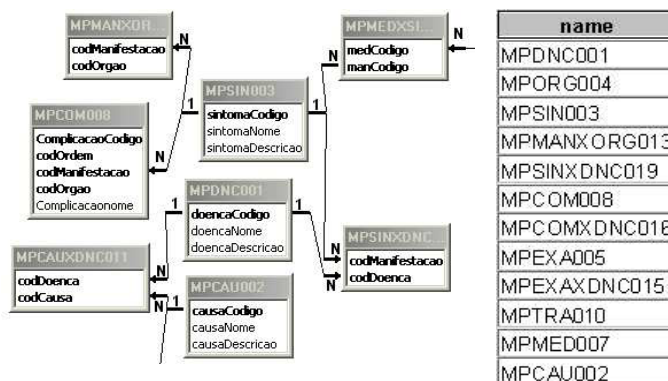 MPMANXOR...
N
codManifestacao
codOrgao
MPMEDXSI...
N
medCodigo
manCodigo
N
MPSIN003
1
1
sintomaCodigo
sintomaNome
sintomaDescricao
MPCOM008
ComplicacaoCodigo
codOrdem
codManifestacao
codOrgao
Complicacaonome
N
MPDNC001
1
1
doencaCodigo
doencaNome
doencaDescricao
MPSINXDNC...
N
codManifestacao
codDoenca
N
MPCAUXDNC011
codDoenca
codCausa
N
N
MPCAU002
1
causaCodigo
causaNome
causaDescricao
name
MPDNC001
MPORG004
MPSIN003
MPMANXORG013
MPSINXDNC019
MPCOM008
MPCOMXDNC016
MPEXA005
MPEXAXDNC015
MPTRA010
MPMED007
MPCAU002